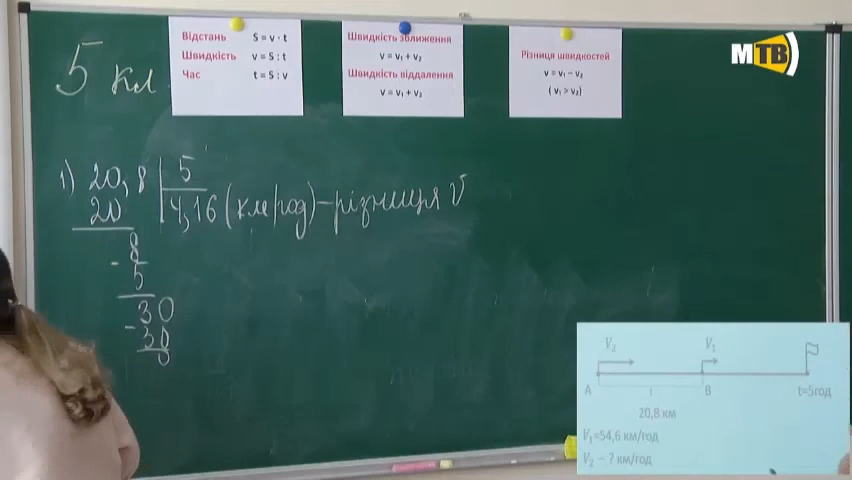 Відстань S = v · t
Швидкість v = S : t
Час t = S : v
Швидкість зближення
v = v₁ + v₂
Швидкість віддалення
v = v₁ + v₂
Різниця швидкостей
v = v₁ – v₂
( v₁ > v₂)
МТВ
5 кл
1) 20,8 | 5
20 | 4,16 (км/год) – різниця V
8
- 5
30
- 30
0
V₂ V₁
А В t=5год
20,8 км
V₁=54,6 км/год
V₂ – ? км/год